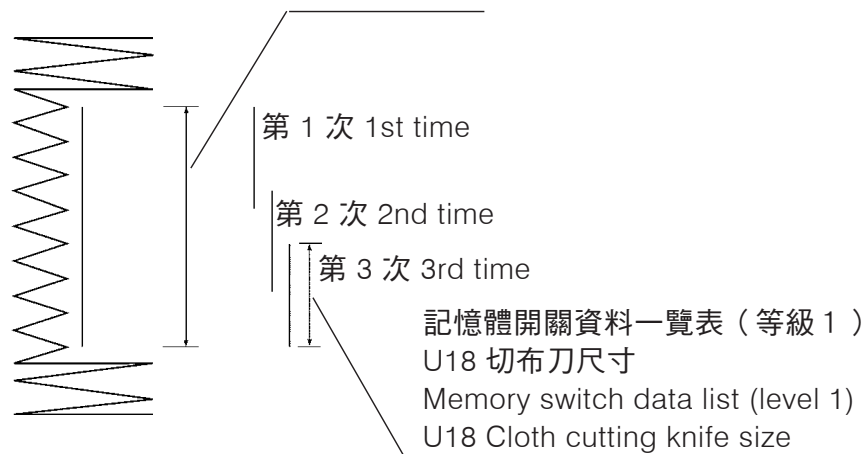 第 1 次 1st time
第 2 次 2nd time
第 3 次 3rd time
記憶體開關資料一覽表（等級 1 ）
U18 切布刀尺寸
Memory switch data list (level 1)
U18 Cloth cutting knife size